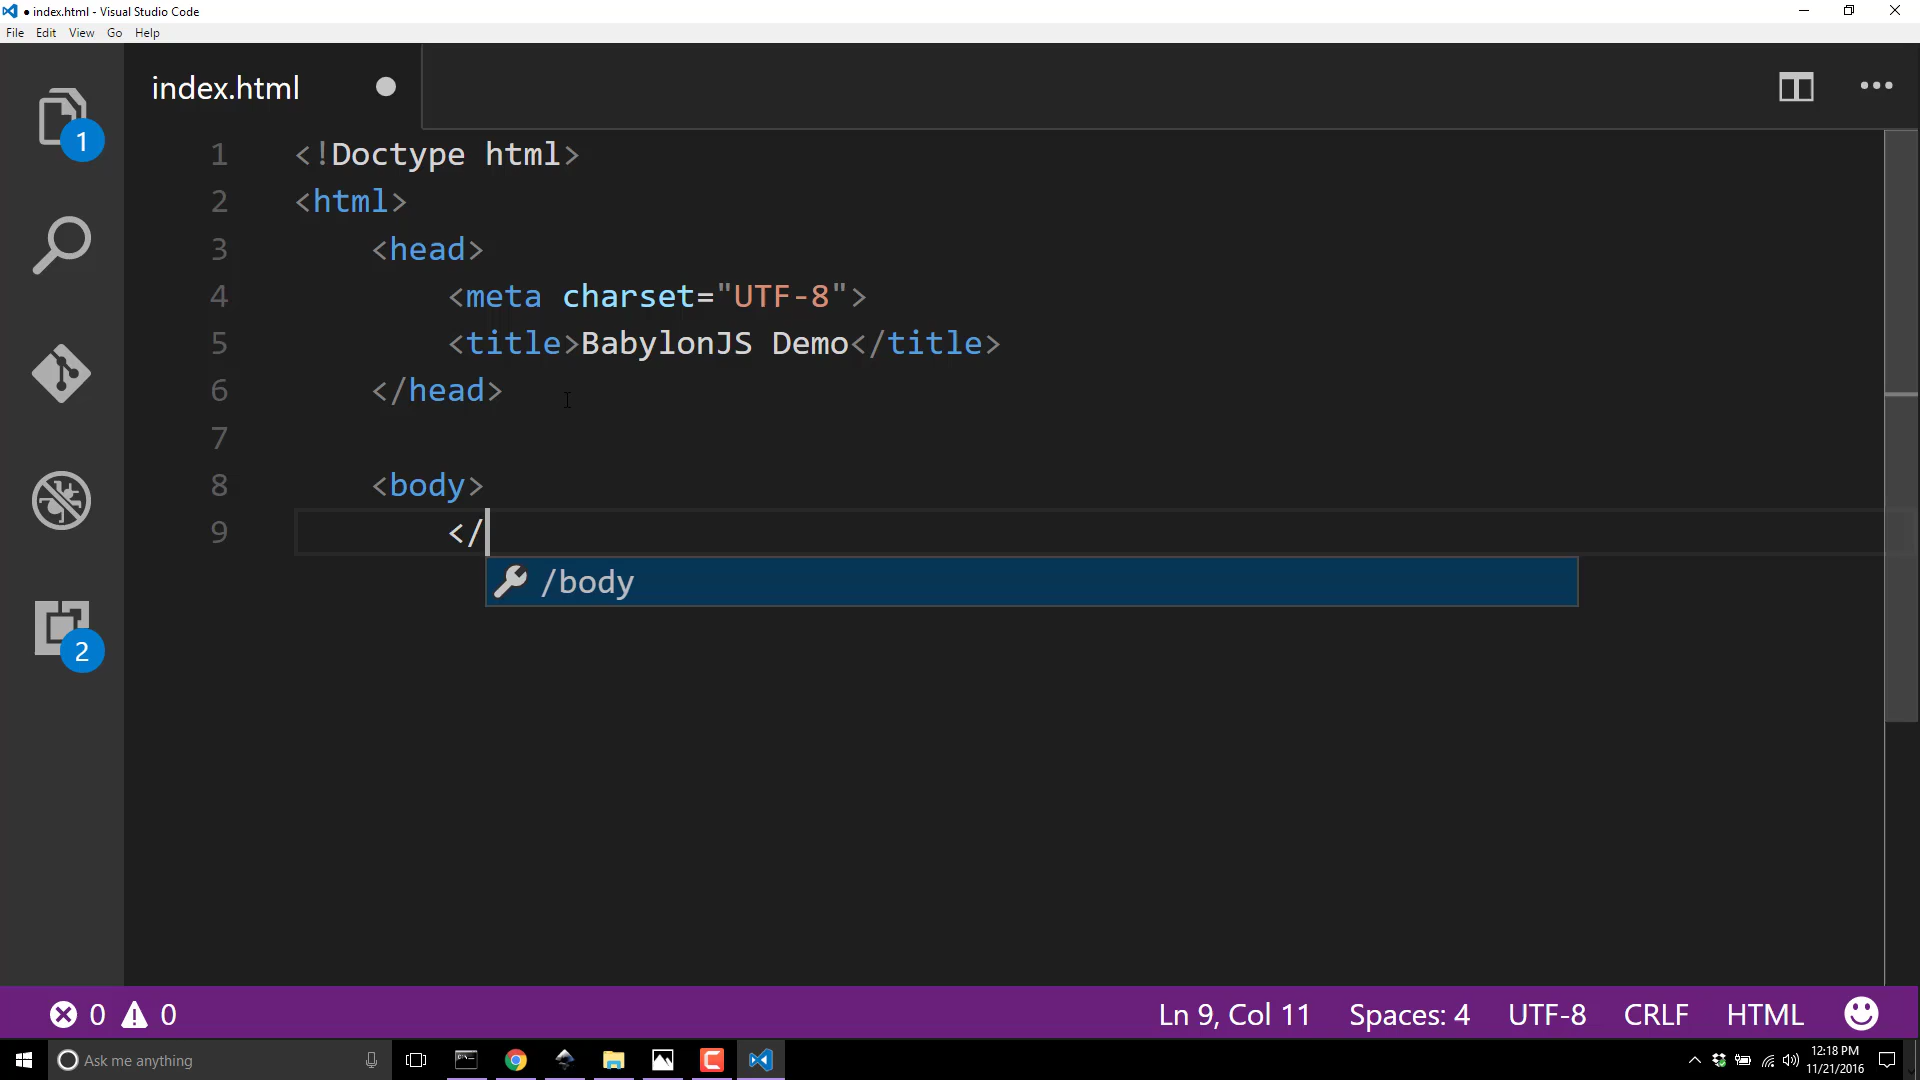 ● index.html - Visual Studio Code
File Edit View Go Help
index.html
1
1 <!Doctype html>
2 <html>
3 <head>
4 <meta charset="UTF-8">
5 <title>BabylonJS Demo</title>
6 </head>
7
8 <body>
9 </
/body
2
0 0 Ln 9, Col 11 Spaces: 4 UTF-8 CRLF HTML
Ask me anything
12:18 PM
11/21/2016